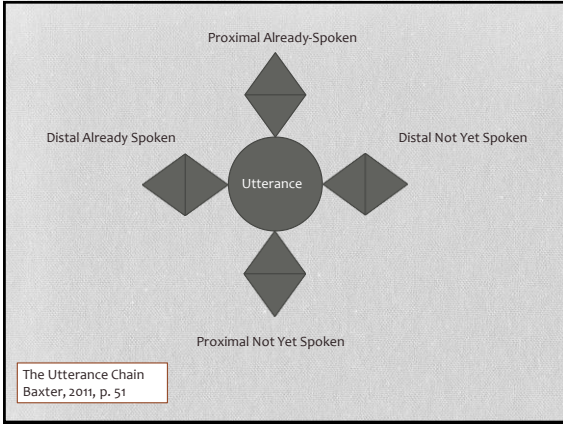 Proximal Already-Spoken
Distal Already Spoken
Distal Not Yet Spoken
Utterance
Proximal Not Yet Spoken
The Utterance Chain
Baxter, 2011, p. 51